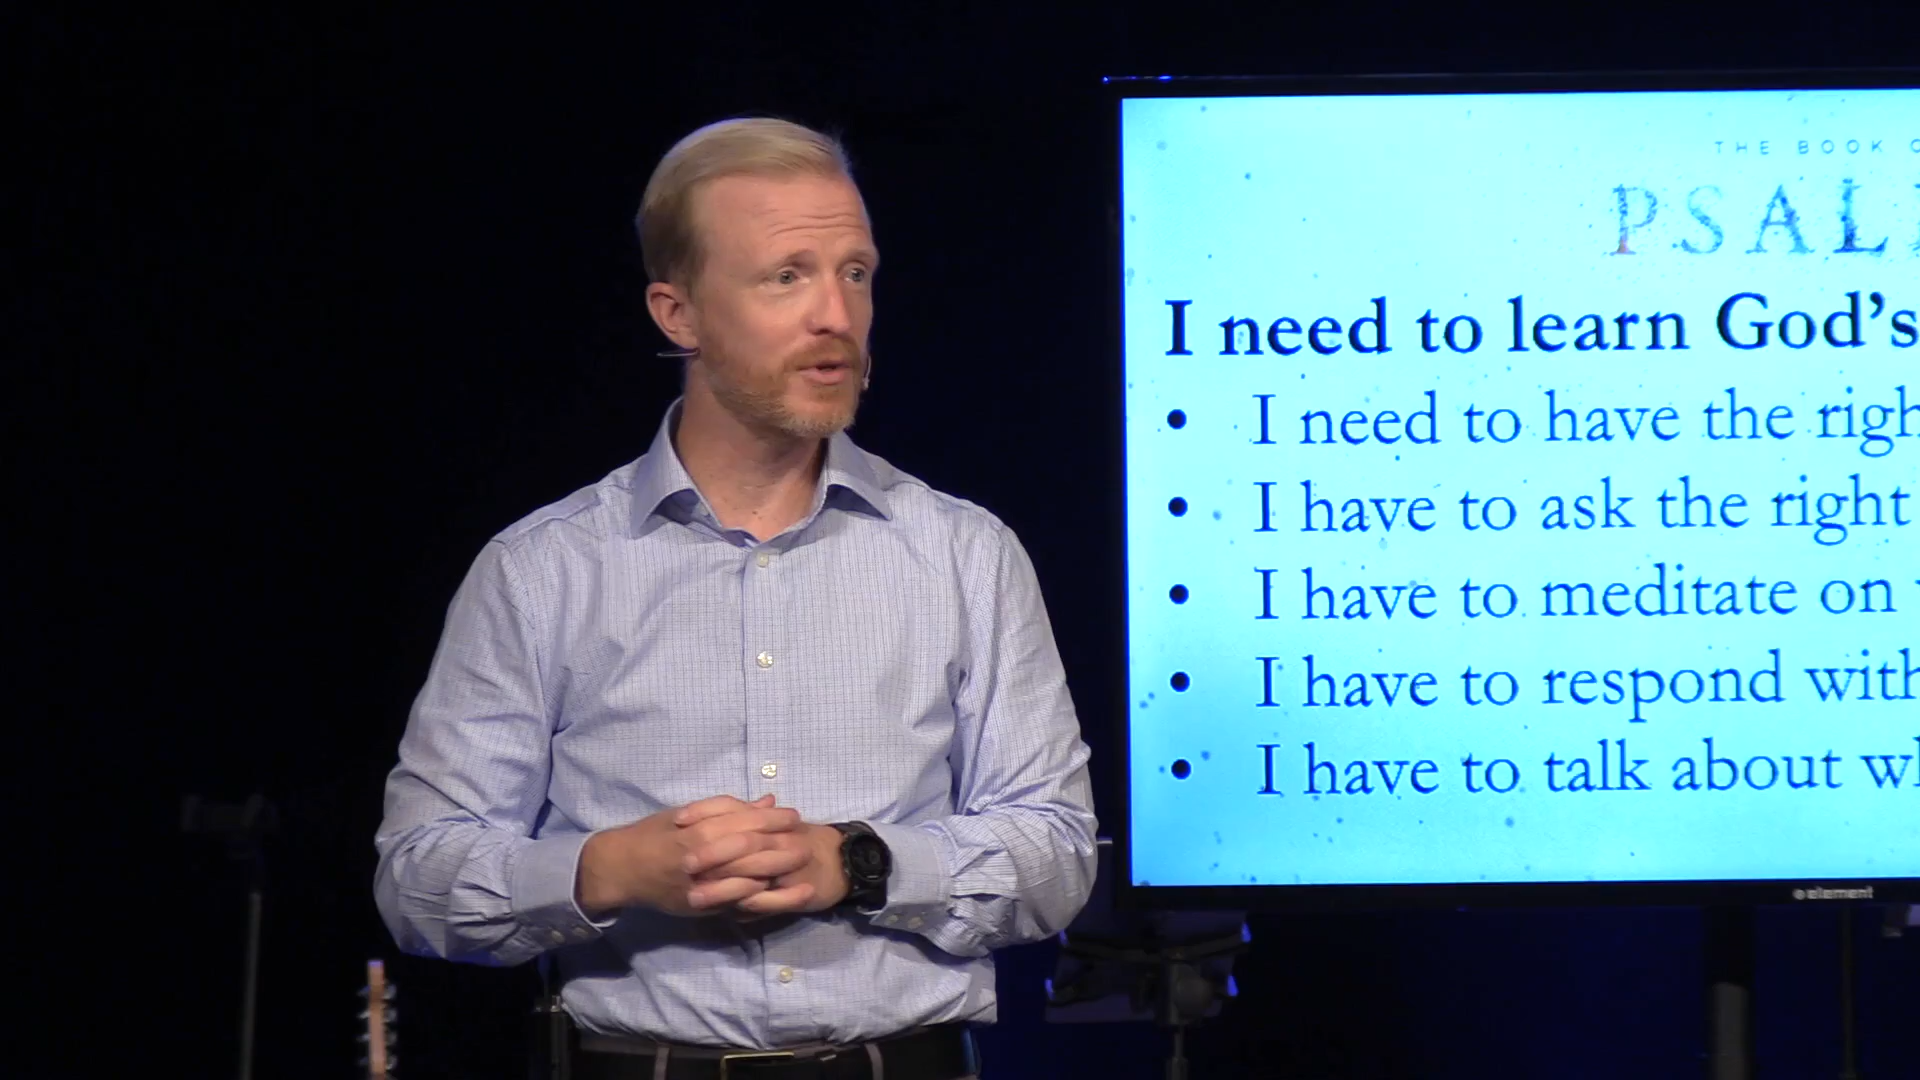 THE BOOK
PSAL
I need to learn God's
• I need to have the righ
• I have to ask the right
• I have to meditate on
• I have to respond with
• I have to talk about wh
element